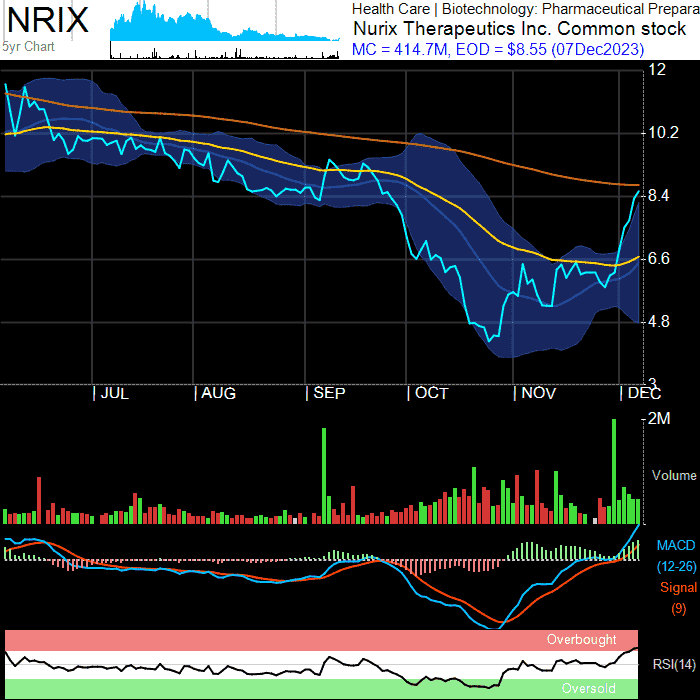 NRIX
5yr Chart
Health Care | Biotechnology: Pharmaceutical Prepara
Nurix Therapeutics Inc. Common stock
MC = 414.7M, EOD = $8.55 (07Dec2023)
12
10.2
8.4
6.6
4.8
3
JUL
AUG
SEP
OCT
NOV
DEC
2M
Volume
MACD
(12-26)
Signal
(9)
Overbought
RSI(14)
Oversold